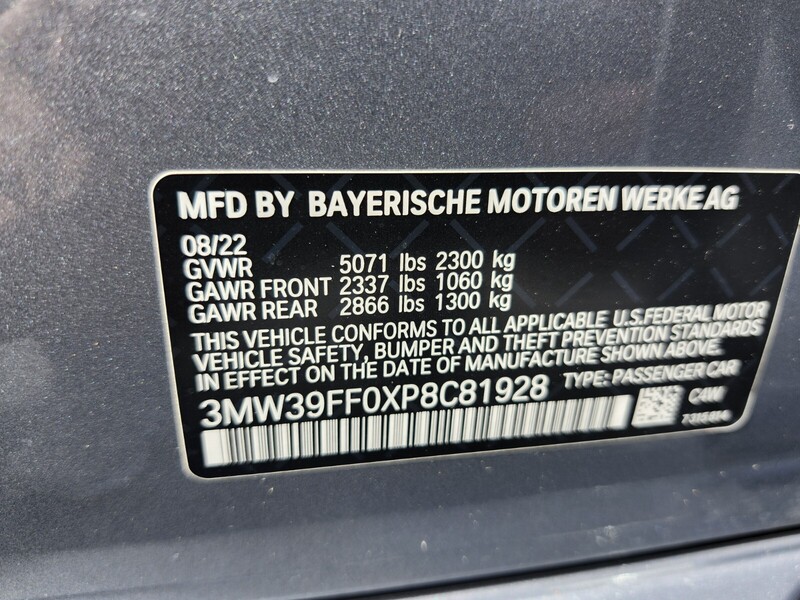 MFD BY BAYERISCHE MOTOREN WERKE AG
08/22
GVWR 5071 lbs 2300 kg
GAWR FRONT 2337 lbs 1060 kg
GAWR REAR 2866 lbs 1300 kg
THIS VEHICLE CONFORMS TO ALL APPLICABLE U.S.FEDERAL MOTOR
VEHICLE SAFETY, BUMPER AND THEFT PREVENTION STANDARDS
IN EFFECT ON THE DATE OF MANUFACTURE SHOWN ABOVE.
3MW39FF0XP8C81928 TYPE: PASSENGER CAR
C4W